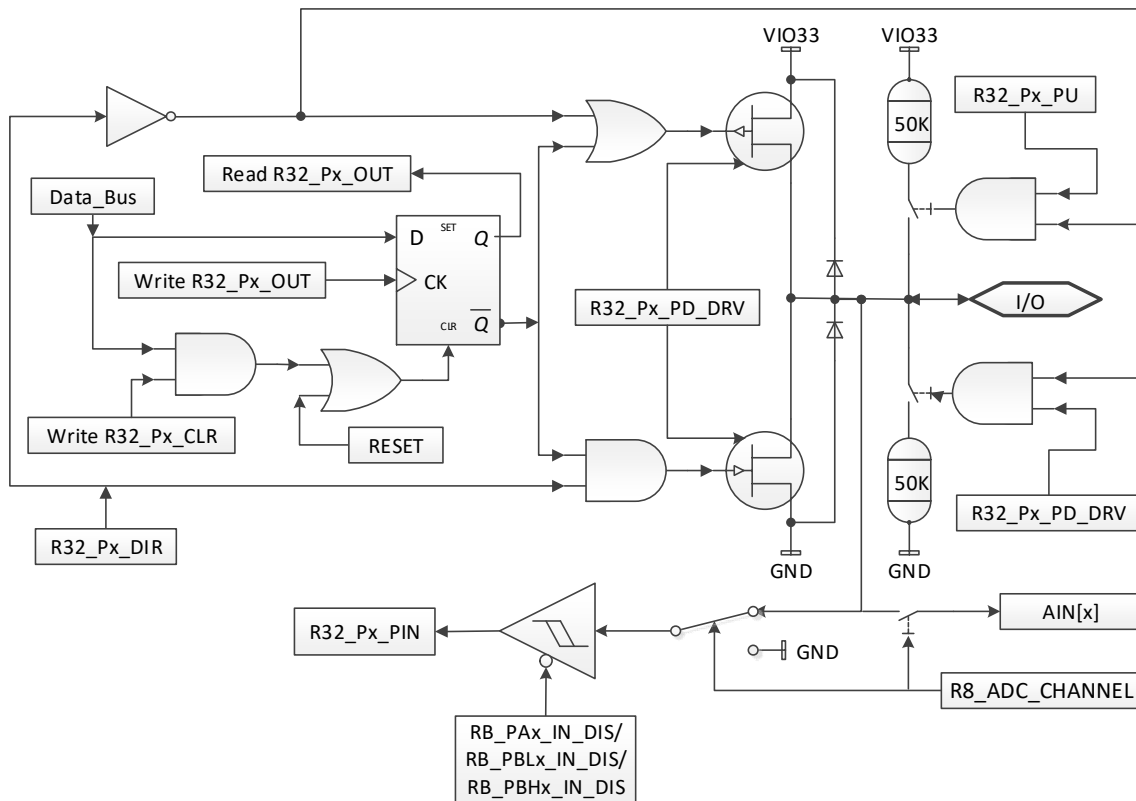 VIO33
VIO33
R32_Px_PU
50K
Read R32_Px_OUT
Data_Bus
D
SET
Q
Write R32_Px_OUT
CK
R32_Px_PD_DRV
I/O
CLR
Q
Write R32_Px_CLR
RESET
50K
R32_Px_PD_DRV
R32_Px_DIR
GND
GND
R32_Px_PIN
AIN[x]
GND
R8_ADC_CHANNEL
RB_PAx_IN_DIS/
RB_PBLx_IN_DIS/
RB_PBHx_IN_DIS